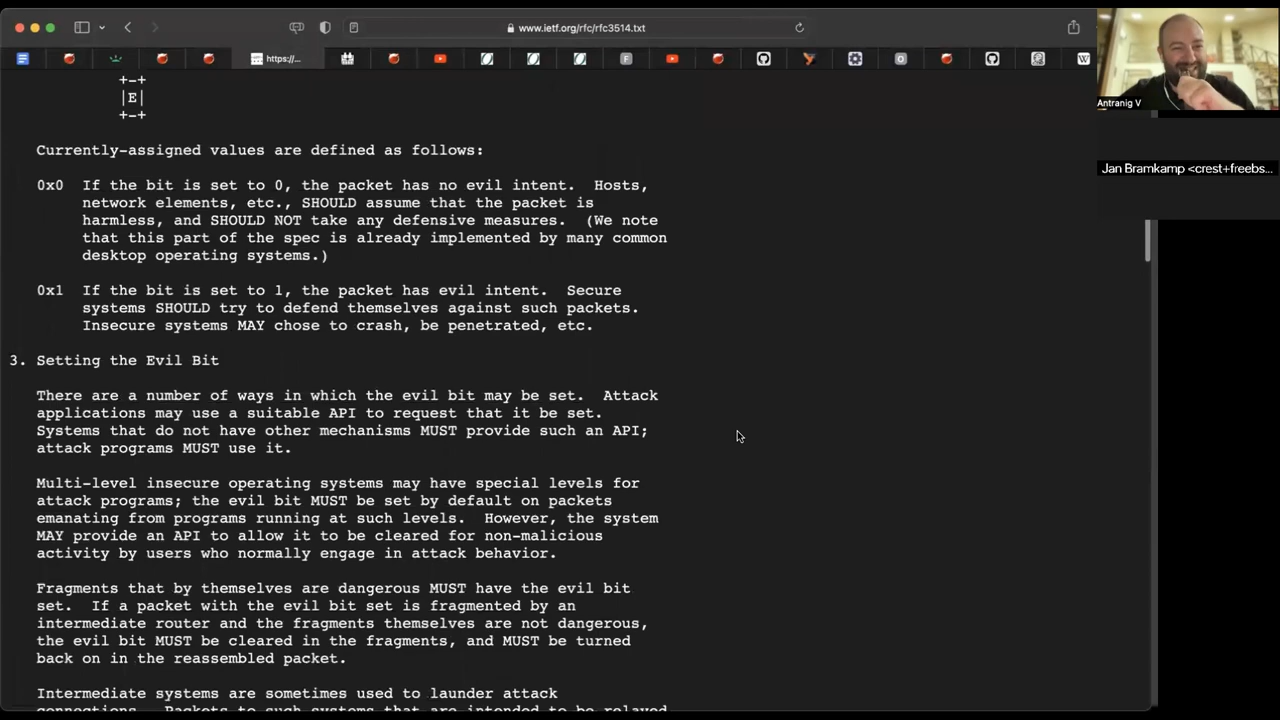 www.ietf.org/rfc/rfc3514.txt
https://...
+-+
|E|
+-+
Currently-assigned values are defined as follows:
0x0 If the bit is set to 0, the packet has no evil intent. Hosts,
network elements, etc., SHOULD assume that the packet is
harmless, and SHOULD NOT take any defensive measures. (We note
that this part of the spec is already implemented by many common
desktop operating systems.)
0x1 If the bit is set to 1, the packet has evil intent. Secure
systems SHOULD try to defend themselves against such packets.
Insecure systems MAY chose to crash, be penetrated, etc.
3. Setting the Evil Bit
There are a number of ways in which the evil bit may be set. Attack
applications may use a suitable API to request that it be set.
Systems that do not have other mechanisms MUST provide such an API;
attack programs MUST use it.
Multi-level insecure operating systems may have special levels for
attack programs; the evil bit MUST be set by default on packets
emanating from programs running at such levels. However, the system
MAY provide an API to allow it to be cleared for non-malicious
activity by users who normally engage in attack behavior.
Fragments that by themselves are dangerous MUST have the evil bit
set. If a packet with the evil bit set is fragmented by an
intermediate router and the fragments themselves are not dangerous,
the evil bit MUST be cleared in the fragments, and MUST be turned
back on in the reassembled packet.
Intermediate systems are sometimes used to launder attack
connections. Packets to such systems that are intended to be relayed
Antranig V
Jan Bramkamp <crest+freebs...